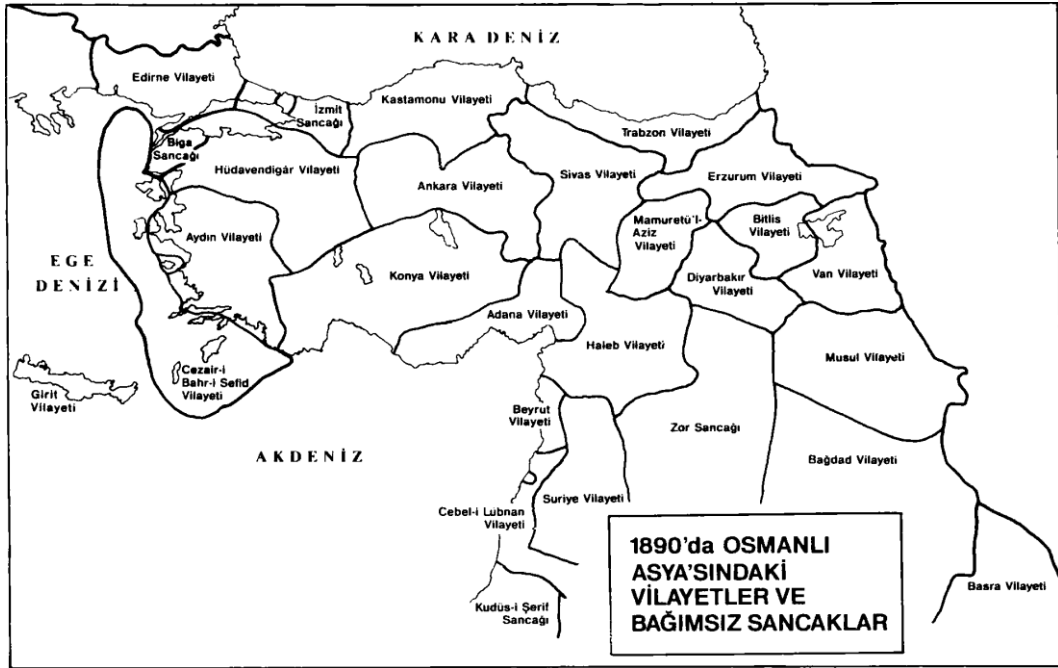 KARA DENİZ
Edirne Vilayeti
İzmit
Sancağı
Kastamonu Vilayeti
Trabzon Vilayeti
Biga
Sancağı
Hüdavendigâr Vilayeti
Ankara Vilayeti
Sivas Vilayeti
Erzurum Vilayeti
Mamuretü'l-
Aziz
Vilayeti
Bitlis
Vilayeti
Aydın Vilayeti
EGE
DENİZİ
Konya Vilayeti
Diyarbakır
Vilayeti
Van Vilayeti
Adana Vilayeti
Haleb Vilayeti
Musul Vilayeti
Cezair-i
Bahr-i Sefid
Vilayeti
Girit
Vilayeti
Beyrut
Vilayeti
Zor Sancağı
AKDENİZ
Bağdad Vilayeti
Suriye Vilayeti
Cebel-i Lübnan
Vilayeti
1890'da OSMANLI
ASYA'SINDAKİ
VİLAYETLER VE
BAĞIMSIZ SANCAKLAR
Basra Vilayeti
Kudüs-i Şerif
Sancağı